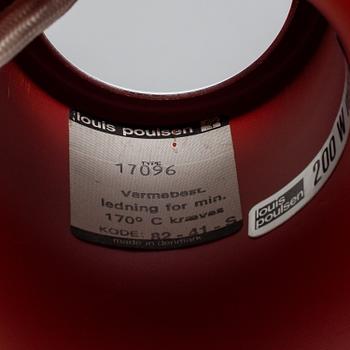 louis poulsen
TYPE
17096
Varmebest.
ledning for min.
170° C kræves
KODE: 82-41-S
made in denmark
louis
poulsen
200 W